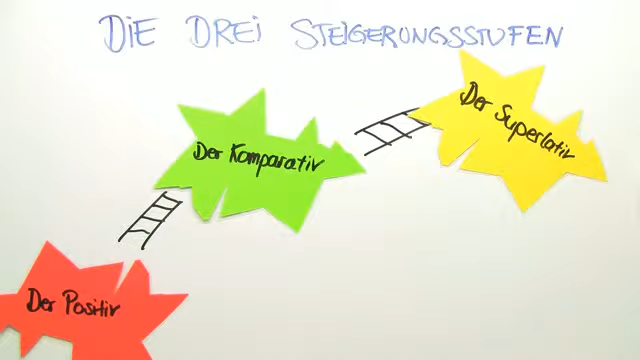 DIE DREI STEIGERUNGSSTUFEN
Der Superlativ
Der Komparativ
Der Positiv